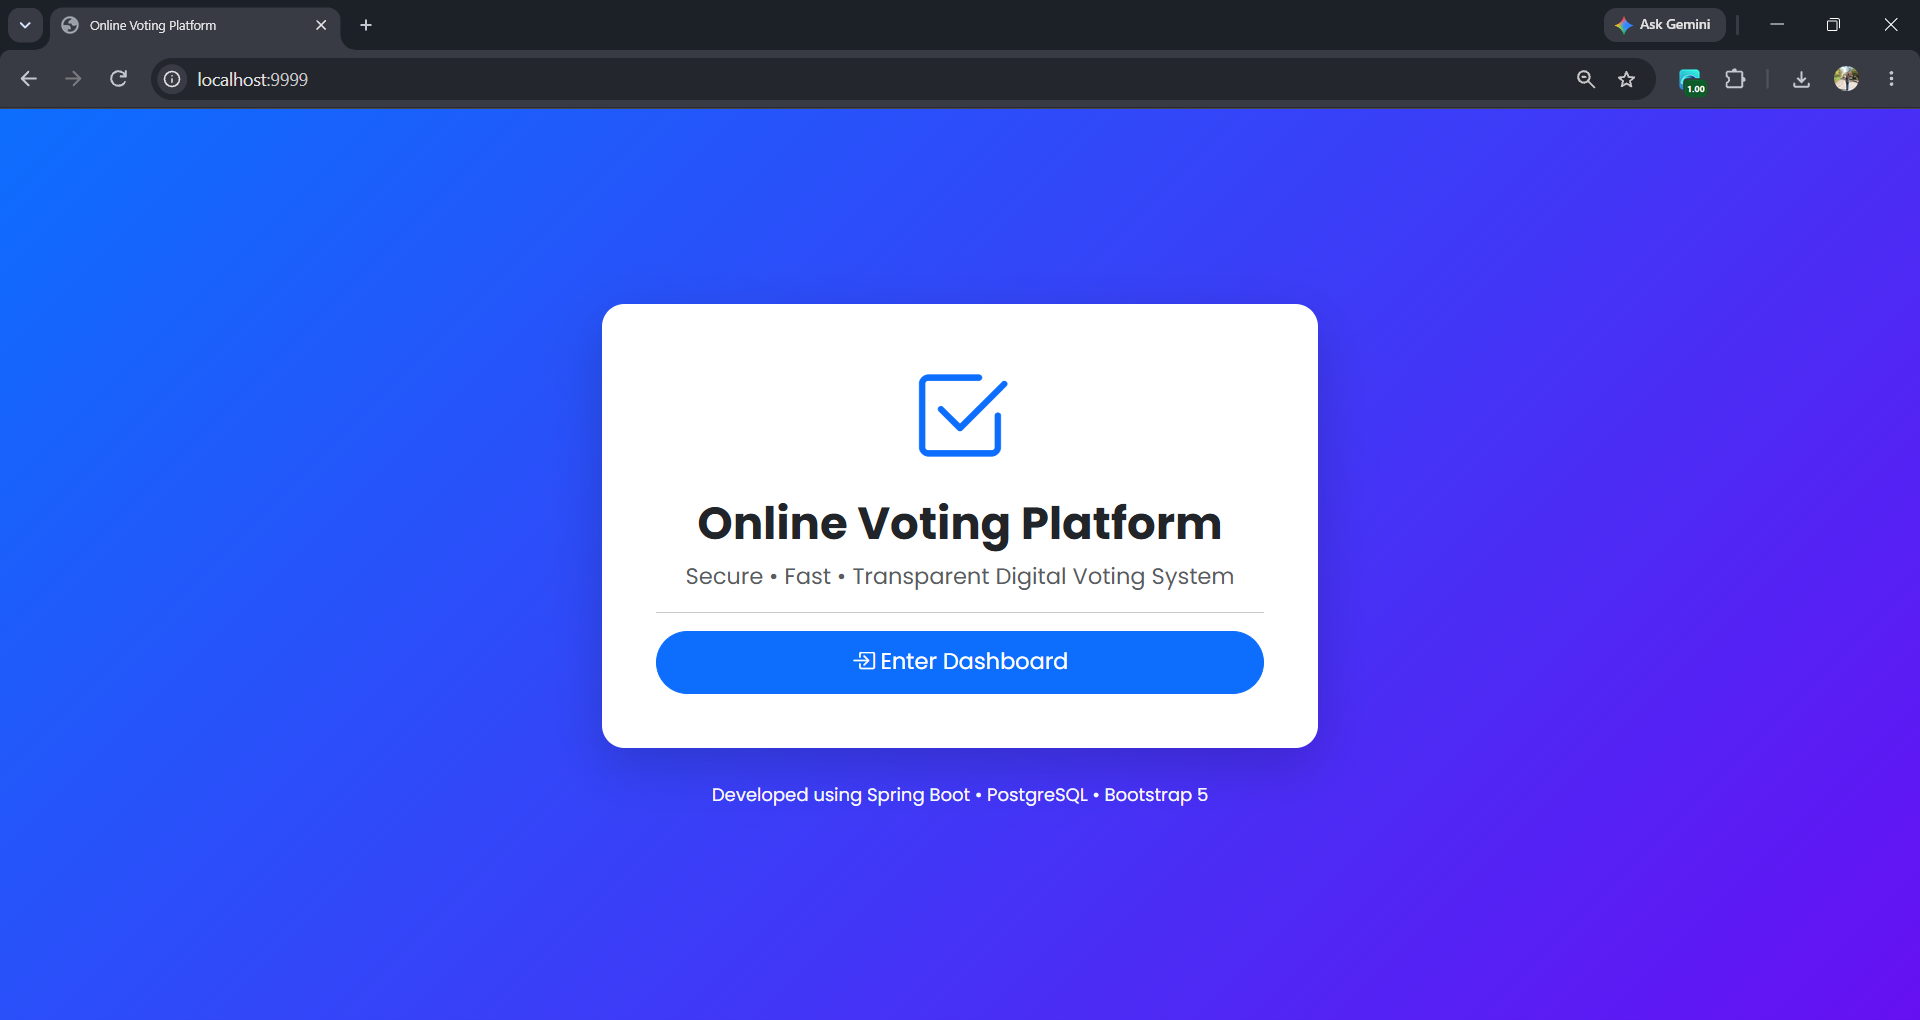 Online Voting Platform
Ask Gemini
localhost:9999
1.00
Online Voting Platform
Secure • Fast • Transparent Digital Voting System
Enter Dashboard
Developed using Spring Boot • PostgreSQL • Bootstrap 5